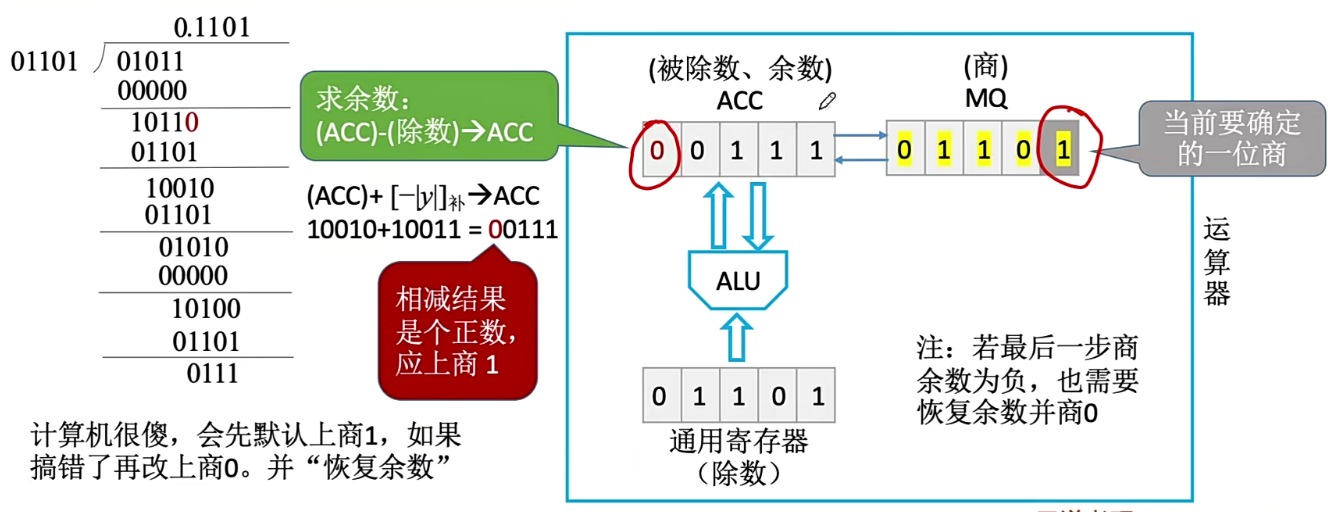 0.1101
01101
01011
00000
10110
01101
10010
01101
01010
00000
10100
01101
0111
求余数：
(ACC)-(除数)→ACC
(ACC)+ [−|y|]补→ACC
10010+10011 = 00111
相减结果
是个正数，
应上商 1
计算机很傻，会先默认上商1，如果
搞错了再改上商0。并“恢复余数”
(被除数、余数)
ACC
0 0 1 1 1
(商)
MQ
0 1 1 0 1
当前要确定
的一位商
ALU
0 1 1 0 1
通用寄存器
（除数）
注：若最后一步商
余数为负，也需要
恢复余数并商0
运
算
器